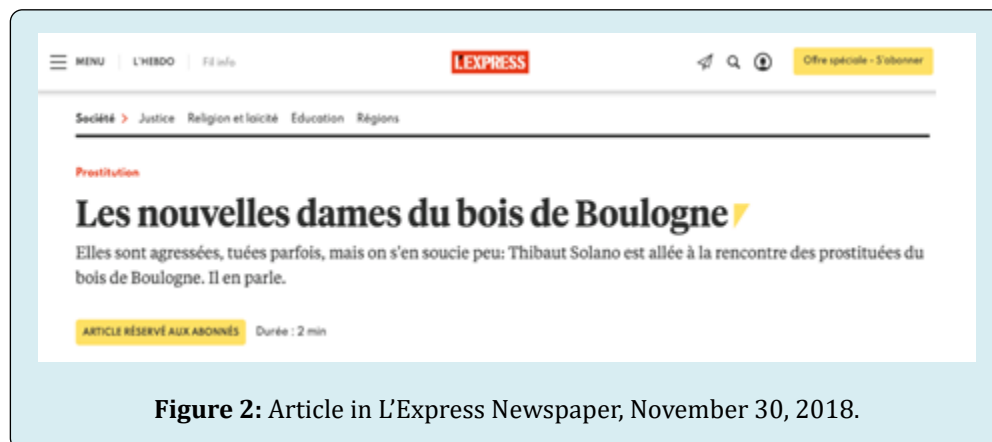 MENU L'HEBDO Fil info L'EXPRESS Offre spéciale - S'abonner
Société > Justice Religion et laïcité Education Régions
Prostitution
Les nouvelles dames du bois de Boulogne
Elles sont agressées, tuées parfois, mais on s'en soucie peu: Thibaut Solano est allée à la rencontre des prostituées du
bois de Boulogne. Il en parle.
ARTICLE RÉSERVÉ AUX ABONNÉS Durée : 2 min
Figure 2: Article in L'Express Newspaper, November 30, 2018.